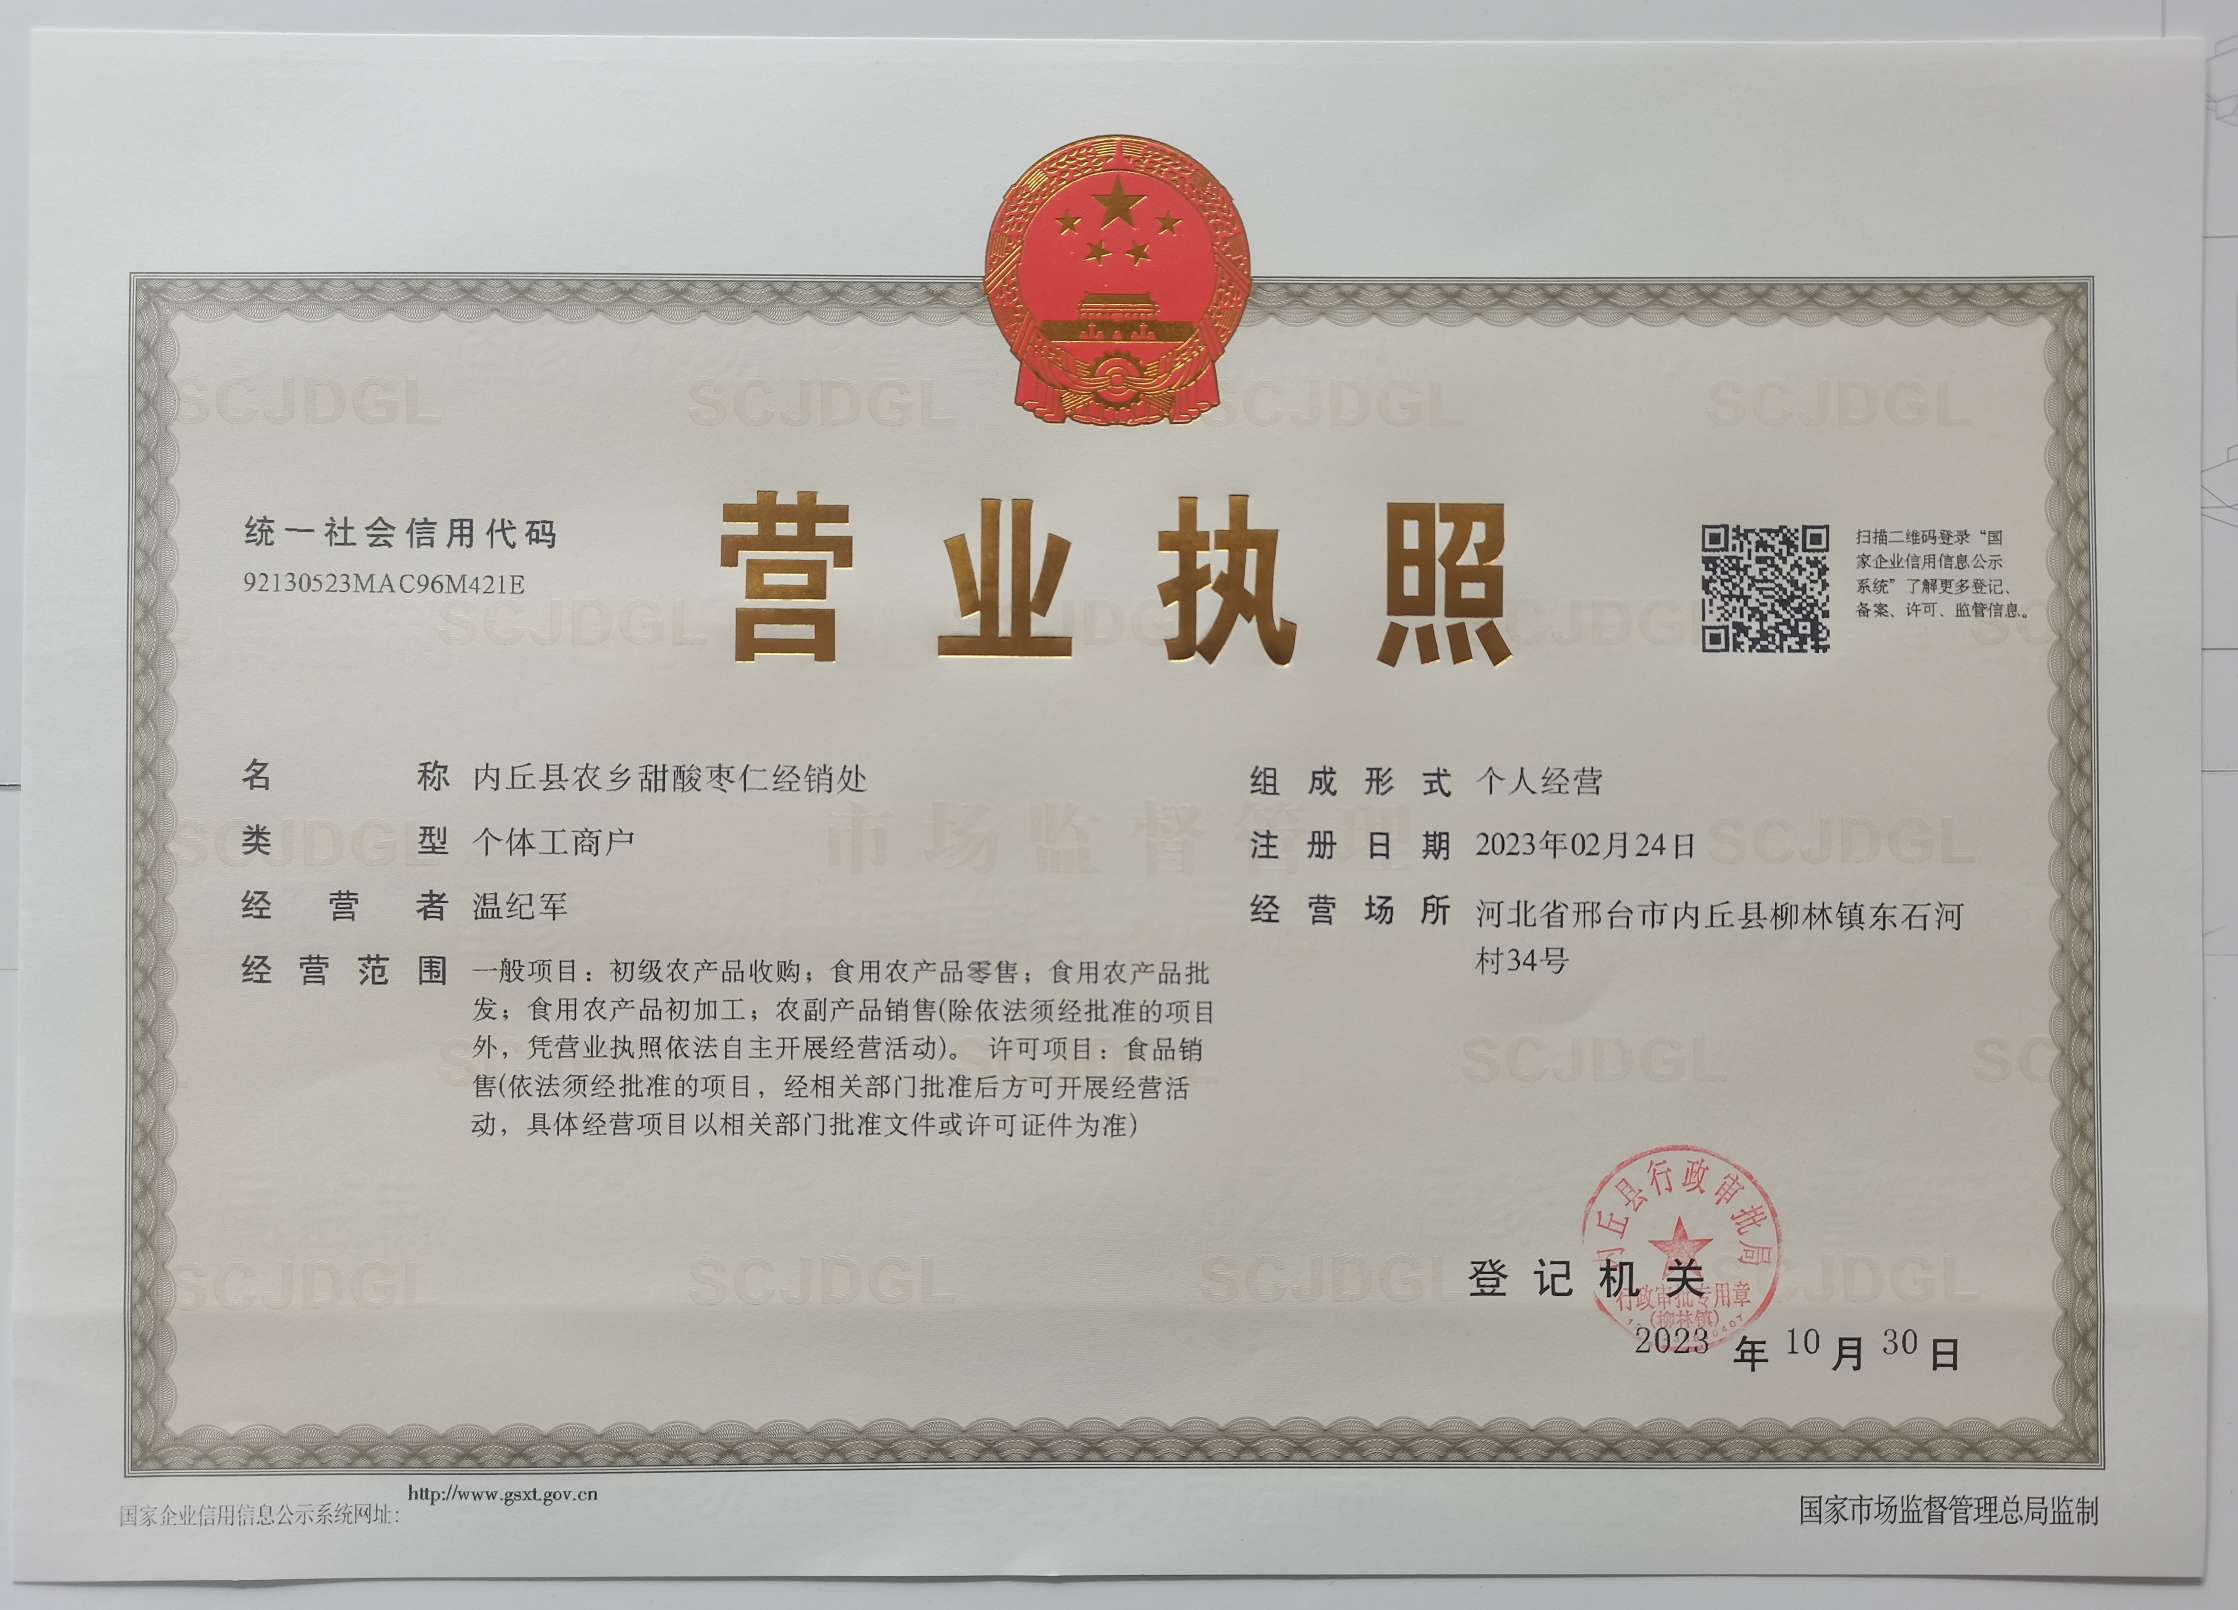 营业执照
统一社会信用代码
92130523MAC96M421E
扫描二维码登录“国
家企业信用信息公示
系统”了解更多登记、
备案、许可、监管信息。
名称 内丘县农乡甜酸枣仁经销处
类型 个体工商户
经营者 温纪军
经营范围 一般项目：初级农产品收购；食用农产品零售；食用农产品批
发；食用农产品初加工；农副产品销售(除依法须经批准的项目
外，凭营业执照依法自主开展经营活动)。 许可项目：食品销
售(依法须经批准的项目，经相关部门批准后方可开展经营活
动，具体经营项目以相关部门批准文件或许可证件为准)
组成形式 个人经营
注册日期 2023年02月24日
经营场所 河北省邢台市内丘县柳林镇东石河
村34号
内丘县行政审批局
登记机关
行政审批专用章
(柳林镇)
2023年10月30日
国家企业信用信息公示系统网址：http://www.gsxt.gov.cn
国家市场监督管理总局监制
SCJDGL
市场监督管理